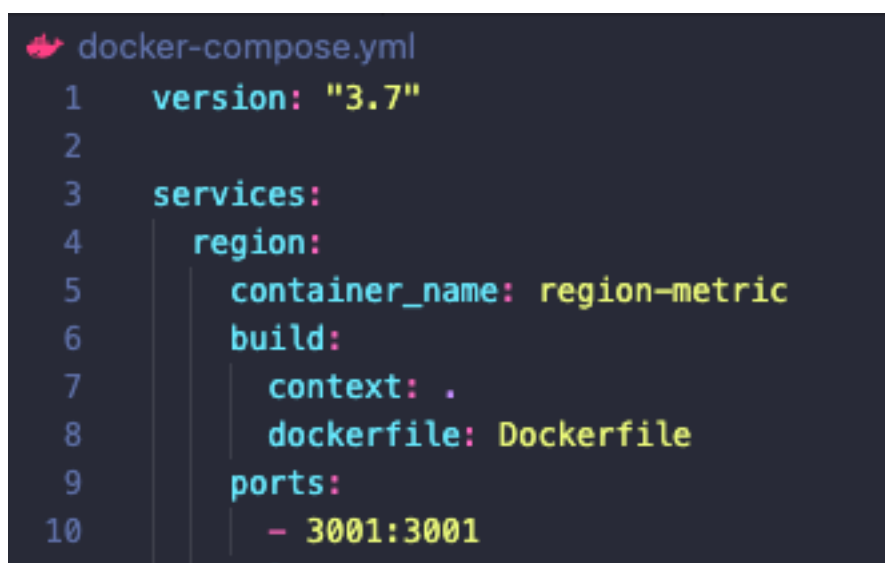 docker-compose.yml
1 version: "3.7"
2
3 services:
4 region:
5 container_name: region-metric
6 build:
7 context: .
8 dockerfile: Dockerfile
9 ports:
10 - 3001:3001